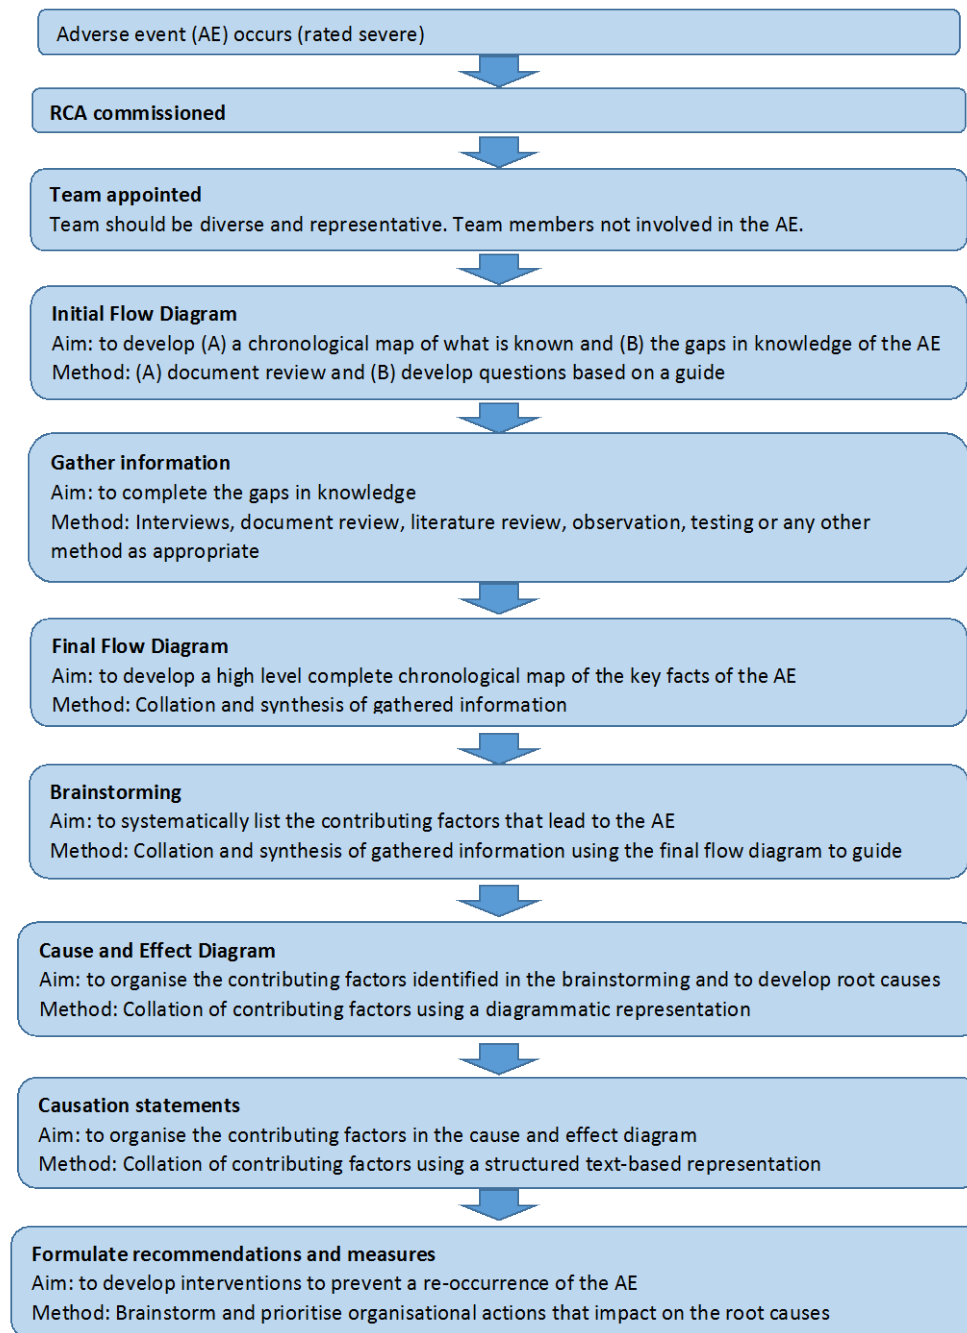 Adverse event (AE) occurs (rated severe)
RCA commissioned
Team appointed
Team should be diverse and representative. Team members not involved in the AE.
Initial Flow Diagram
Aim: to develop (A) a chronological map of what is known and (B) the gaps in knowledge of the AE
Method: (A) document review and (B) develop questions based on a guide
Gather information
Aim: to complete the gaps in knowledge
Method: Interviews, document review, literature review, observation, testing or any other
method as appropriate
Final Flow Diagram
Aim: to develop a high level complete chronological map of the key facts of the AE
Method: Collation and synthesis of gathered information
Brainstorming
Aim: to systematically list the contributing factors that lead to the AE
Method: Collation and synthesis of gathered information using the final flow diagram to guide
Cause and Effect Diagram
Aim: to organise the contributing factors identified in the brainstorming and to develop root causes
Method: Collation of contributing factors using a diagrammatic representation
Causation statements
Aim: to organise the contributing factors in the cause and effect diagram
Method: Collation of contributing factors using a structured text-based representation
Formulate recommendations and measures
Aim: to develop interventions to prevent a re-occurrence of the AE
Method: Brainstorm and prioritise organisational actions that impact on the root causes